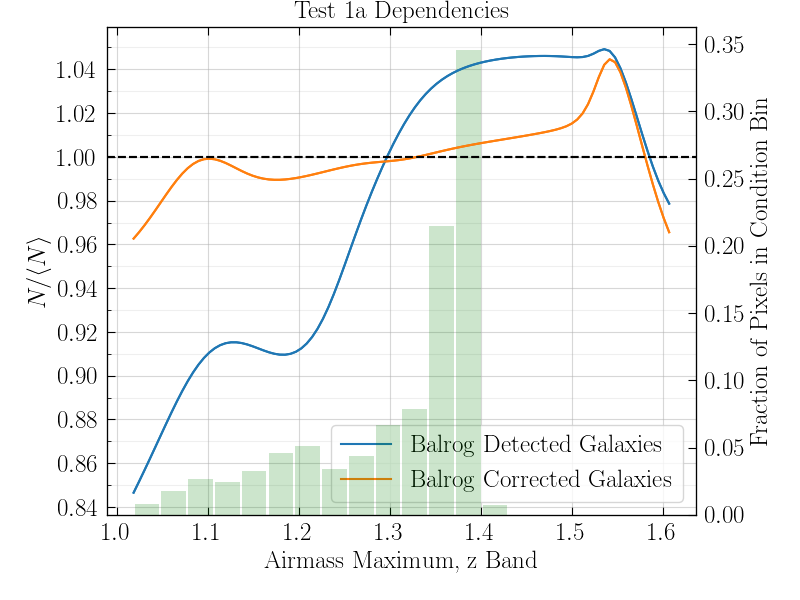 Test 1a Dependencies
N/⟨N⟩
1.04
1.02
1.00
0.98
0.96
0.94
0.92
0.90
0.88
0.86
0.84
0.35
0.30
0.25
0.20
0.15
0.10
0.05
0.00
Fraction of Pixels in Condition Bin
Balrog Detected Galaxies
Balrog Corrected Galaxies
1.0 1.1 1.2 1.3 1.4 1.5 1.6
Airmass Maximum, z Band